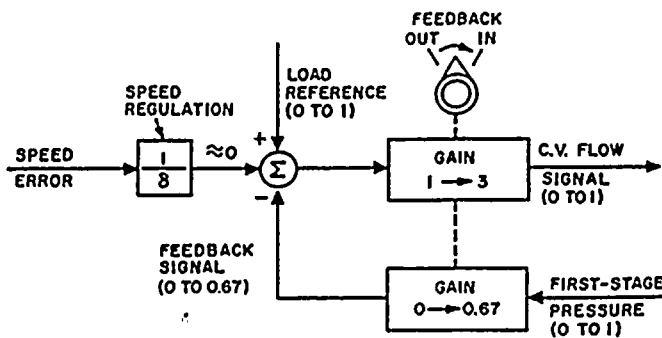 FEEDBACK
OUT IN
LOAD
REFERENCE
(0 TO 1)
SPEED
REGULATION
SPEED
ERROR
1
δ
≈0
+
Σ
−
GAIN
1 → 3
C.V. FLOW
SIGNAL
(0 TO 1)
FEEDBACK
SIGNAL
(0 TO 0.67)
GAIN
0 → 0.67
FIRST-STAGE
PRESSURE
(0 TO 1)